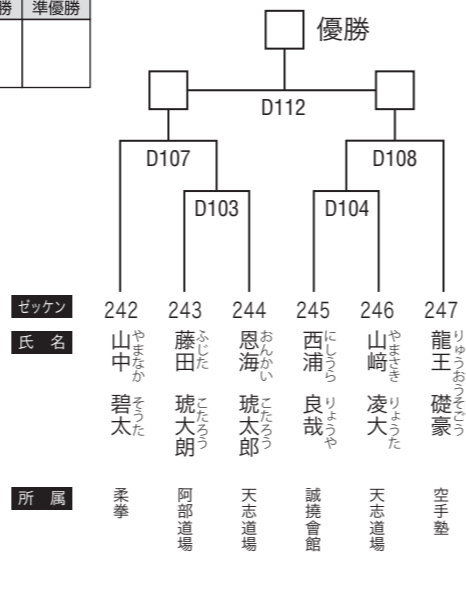 勝 準優勝
優勝
D112
D107 D108
D103 D104
ゼッケン 242 243 244 245 246 247
氏 名
やまなか そうた
山中 碧太
ふじた こたろう
藤田 琥大朗
おんかい こたろう
恩海 琥太郎
にしうら りょうや
西浦 良哉
やまさき りょうた
山﨑 凌大
りゅうおう そごう
龍王 礎豪
所 属
柔拳
阿部道場
天志道場
誠撓會館
天志道場
空手塾